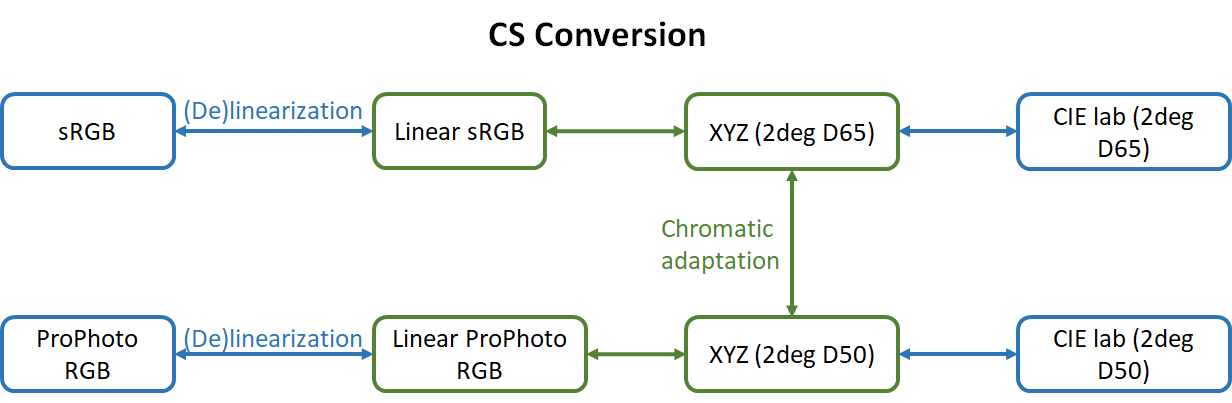 CS Conversion
sRGB
(De)linearization
Linear sRGB
XYZ (2deg D65)
CIE lab (2deg
D65)
Chromatic
adaptation
ProPhoto
RGB
(De)linearization
Linear ProPhoto
RGB
XYZ (2deg D50)
CIE lab (2deg
D50)